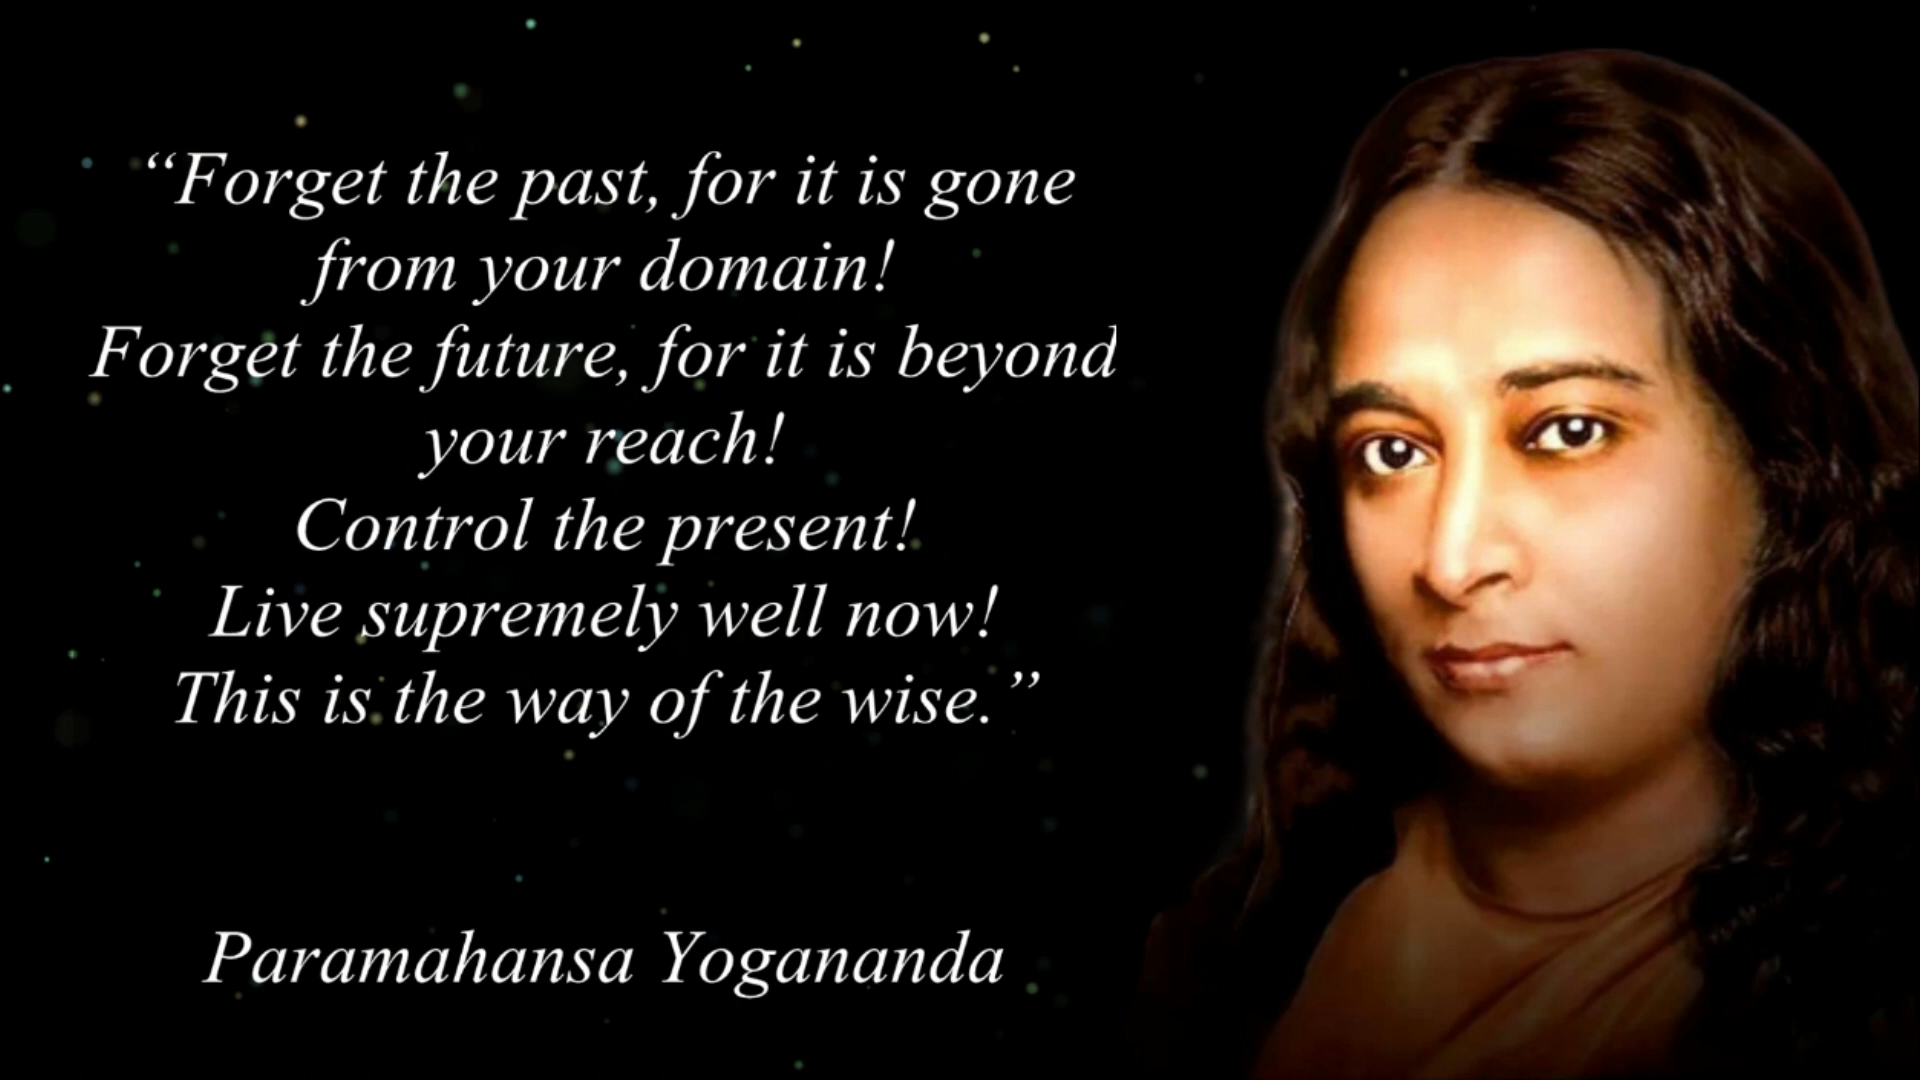 “Forget the past, for it is gone
from your domain!
Forget the future, for it is beyond
your reach!
Control the present!
Live supremely well now!
This is the way of the wise.”
Paramahansa Yogananda